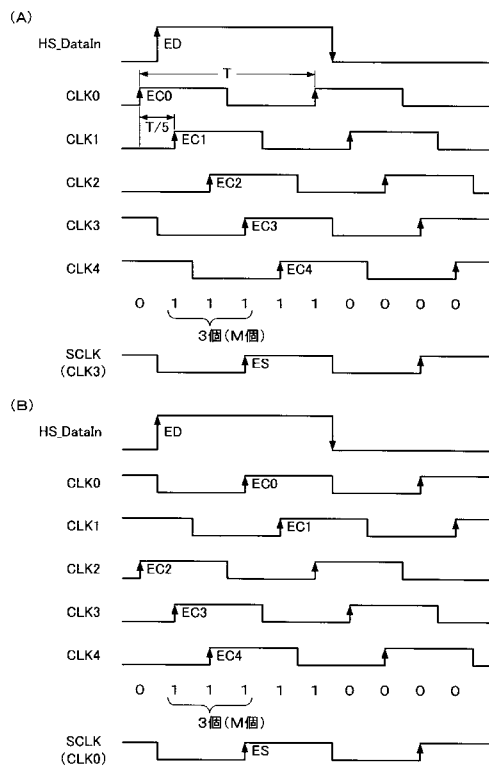 (A)
HS_DataIn
ED
T
CLK0
EC0
T/5
CLK1
EC1
CLK2
EC2
CLK3
EC3
CLK4
EC4
0 1 1 1 1 1 0 0 0 0
3個(M個)
SCLK
(CLK3)
ES
(B)
HS_DataIn
ED
CLK0
EC0
CLK1
EC1
CLK2
EC2
CLK3
EC3
CLK4
EC4
0 1 1 1 1 1 0 0 0 0
3個(M個)
SCLK
(CLK0)
ES